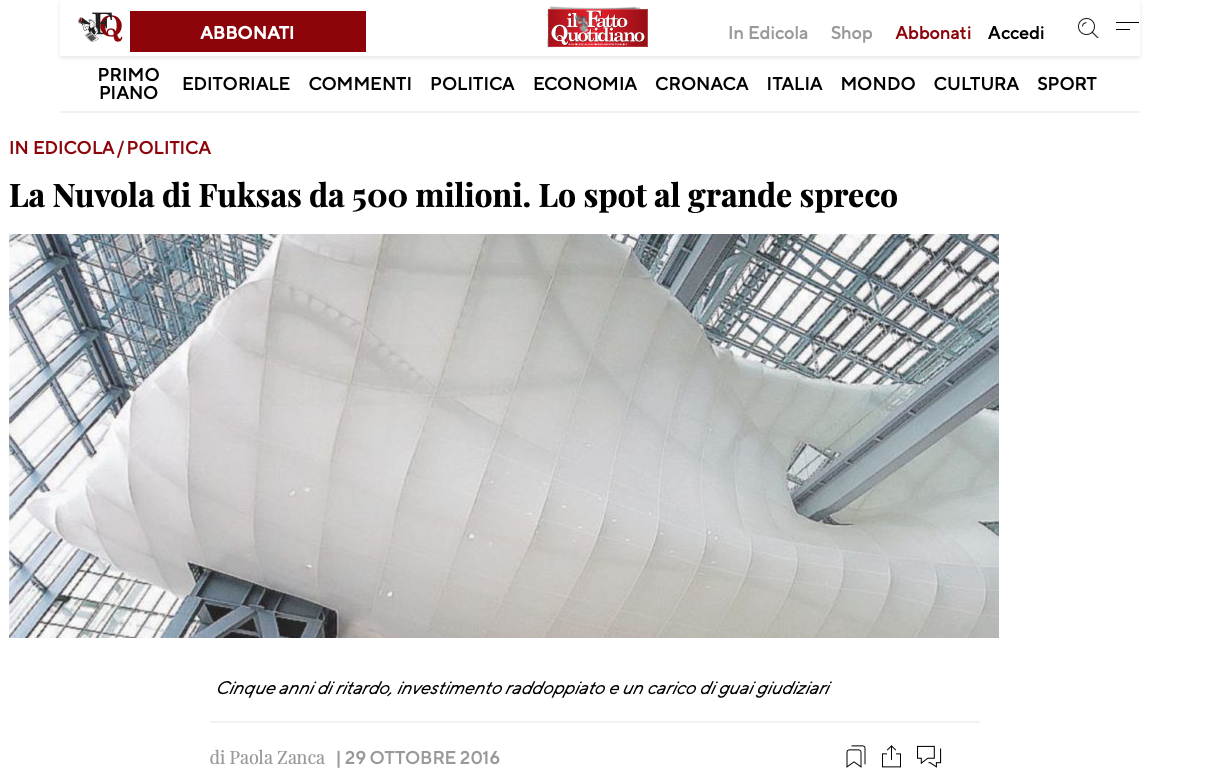 FQ
ABBONATI
il Fatto
Quotidiano
In Edicola Shop Abbonati Accedi
PRIMO
PIANO
EDITORIALE COMMENTI POLITICA ECONOMIA CRONACA ITALIA MONDO CULTURA SPORT
IN EDICOLA / POLITICA
La Nuvola di Fuksas da 500 milioni. Lo spot al grande spreco
Cinque anni di ritardo, investimento raddoppiato e un carico di guai giudiziari
di Paola Zanca | 29 OTTOBRE 2016